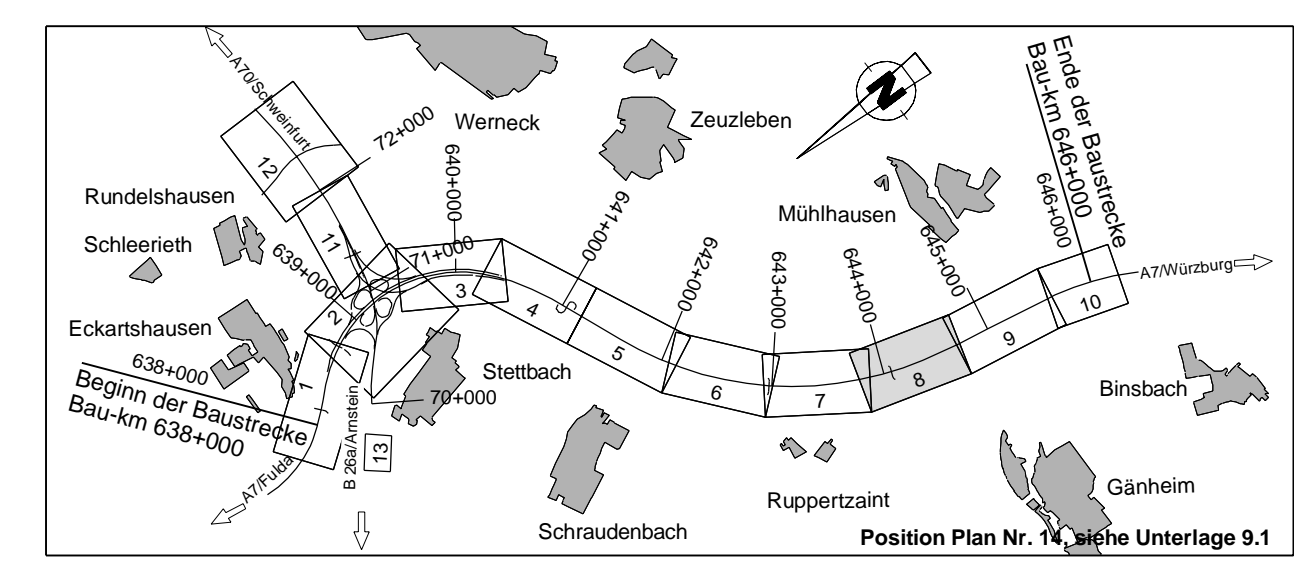 A70/Schweinfurt
72+000
Werneck
Zeuzleben
N
Ende der Baustrecke
Bau-km 646+000
646+000
12
Rundelshausen
640+000
641+000
Mühlhausen
Schleerieth
11
639+000
71+000
642+000
643+000
644+000
645+000
A7/Würzburg
2
3
4
10
Eckartshausen
638+000
Beginn der Baustrecke
Bau-km 638+000
1
Stettbach
5
6
7
8
9
70+000
Binsbach
B 26a/Arnstein
13
A7/Fulda
Schraudenbach
Ruppertzaint
Gänheim
Position Plan Nr. 14, siehe Unterlage 9.1